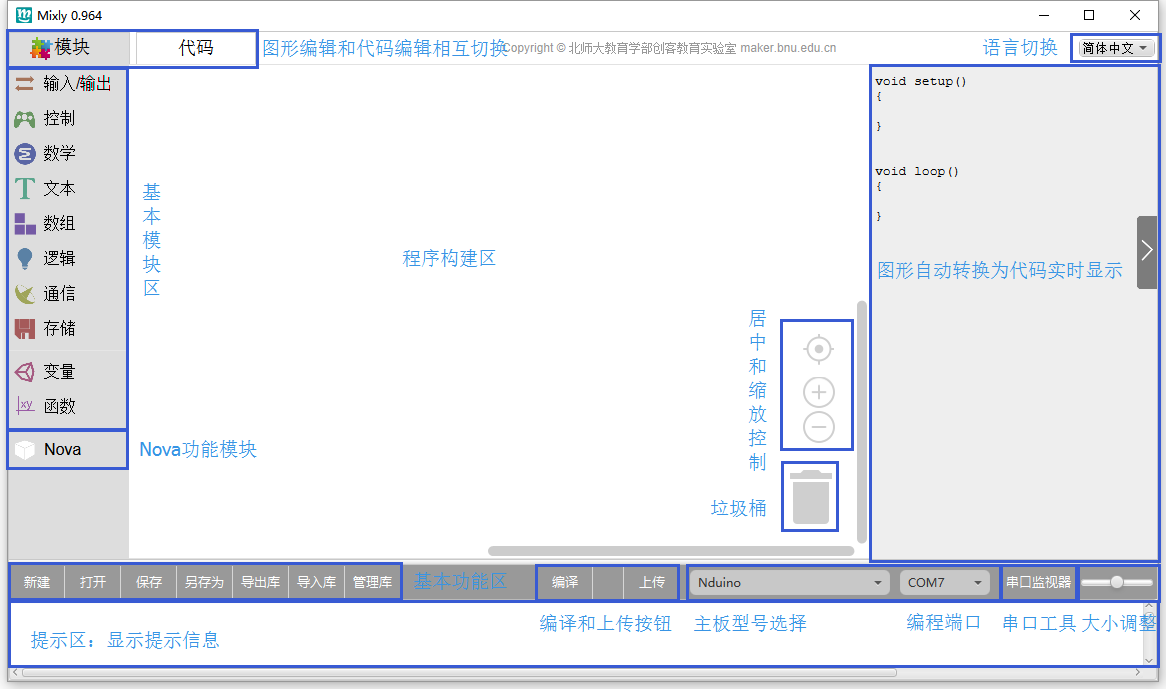 Mixly 0.964
模块
代码
图形编辑和代码编辑相互切换
Copyright © 北师大教育学部创客教育实验室 maker.bnu.edu.cn
语言切换
简体中文
输入/输出
控制
数学
文本
数组
逻辑
通信
存储
变量
xy
函数
Nova
基本模块区
程序构建区
Nova功能模块
居中和缩放控制
垃圾桶
void setup()
{
}
void loop()
{
}
图形自动转换为代码实时显示
新建
打开
保存
另存为
导出库
导入库
管理库
基本功能区
编译
上传
Nduino
COM7
串口监视器
提示区：显示提示信息
编译和上传按钮
主板型号选择
编程端口
串口工具
大小调整